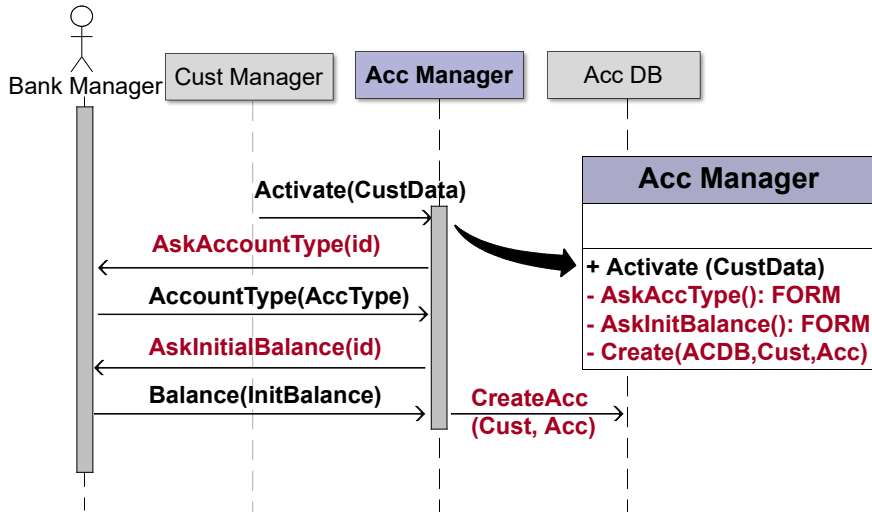 Bank Manager
Cust Manager
Acc Manager
Acc DB
Activate(CustData)
AskAccountType(id)
AccountType(AccType)
AskInitialBalance(id)
Balance(InitBalance)
CreateAcc
(Cust, Acc)
Acc Manager
+ Activate (CustData)
- AskAccType(): FORM
- AskInitBalance(): FORM
- Create(ACDB,Cust,Acc)